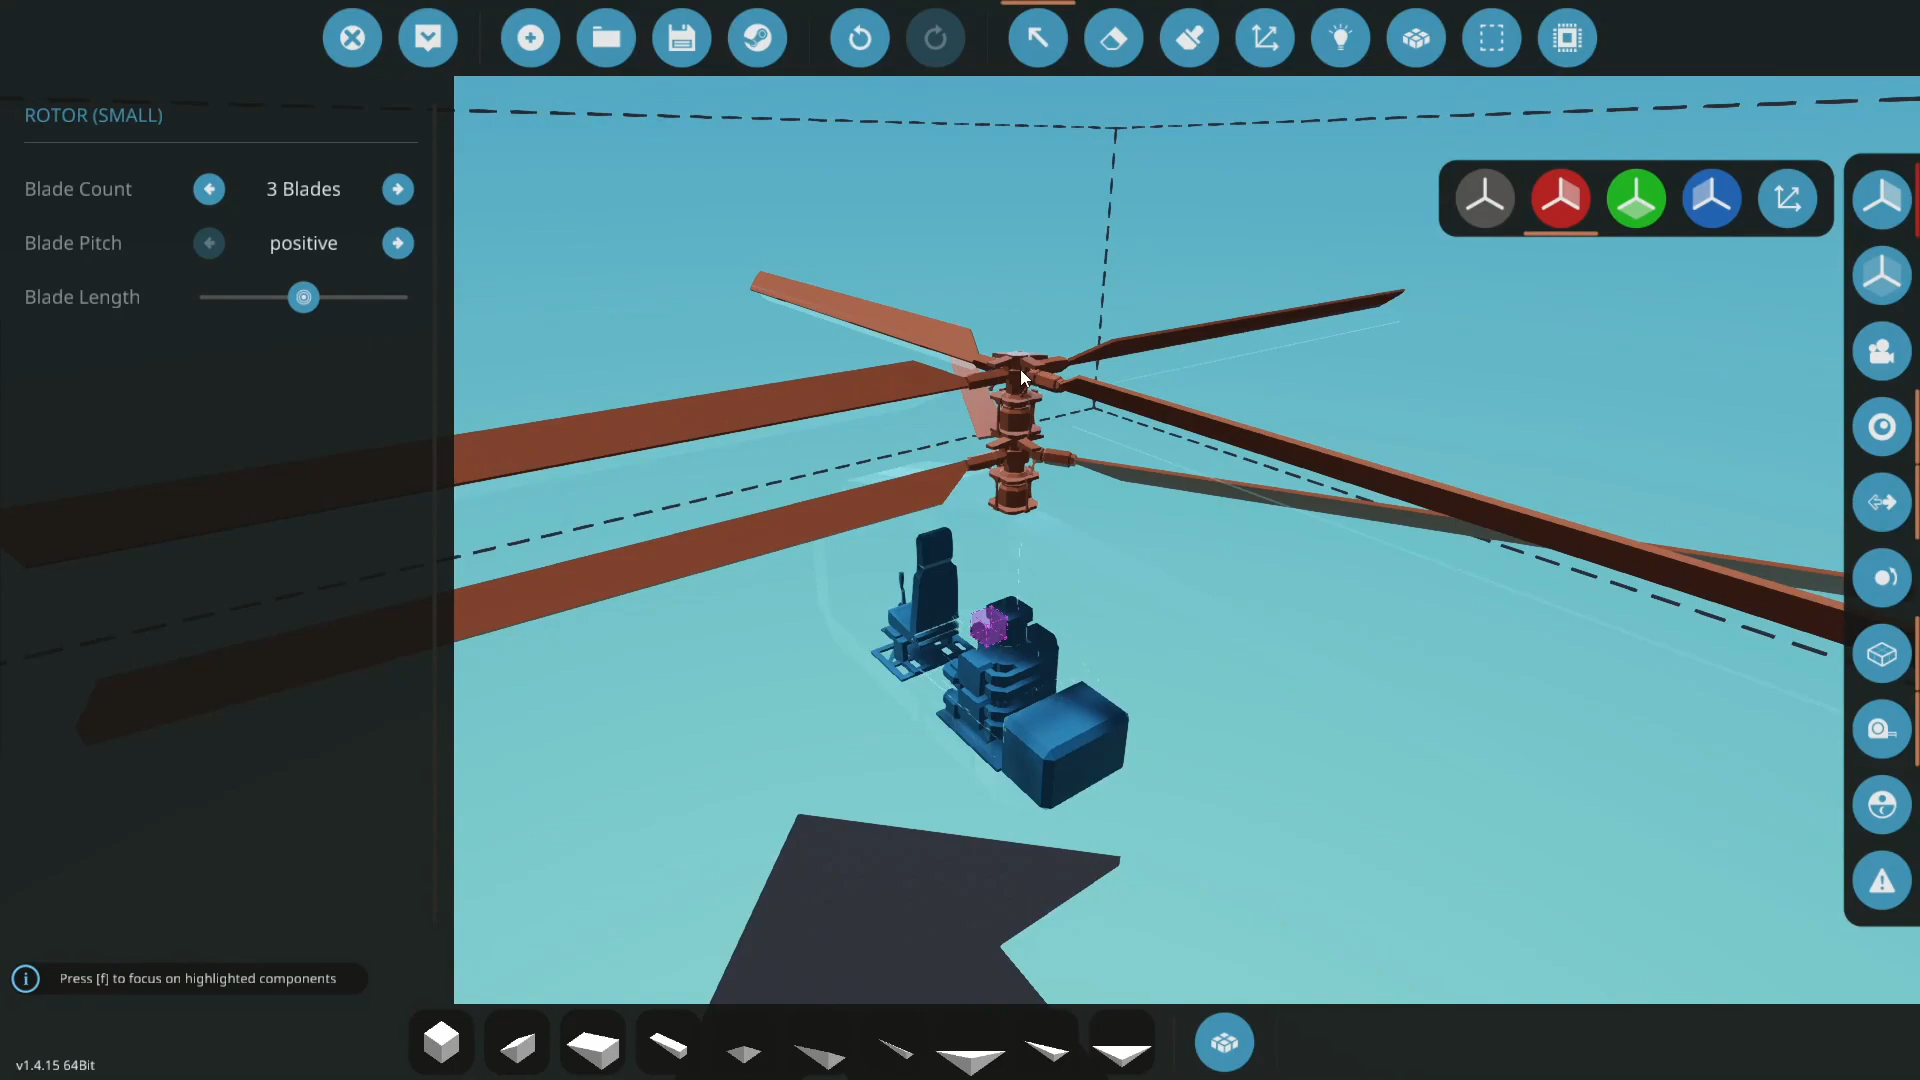 ROTOR (SMALL)
Blade Count
3 Blades
Blade Pitch
positive
Blade Length
Press [f] to focus on highlighted components
v1.4.15 64Bit